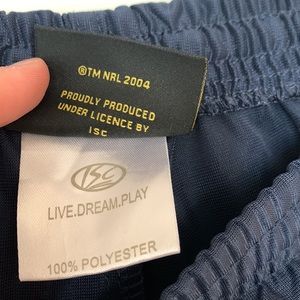 ®TM NRL 2004
PROUDLY PRODUCED
UNDER LICENCE BY
ISC
ISC
LIVE.DREAM.PLAY
100% POLYESTER